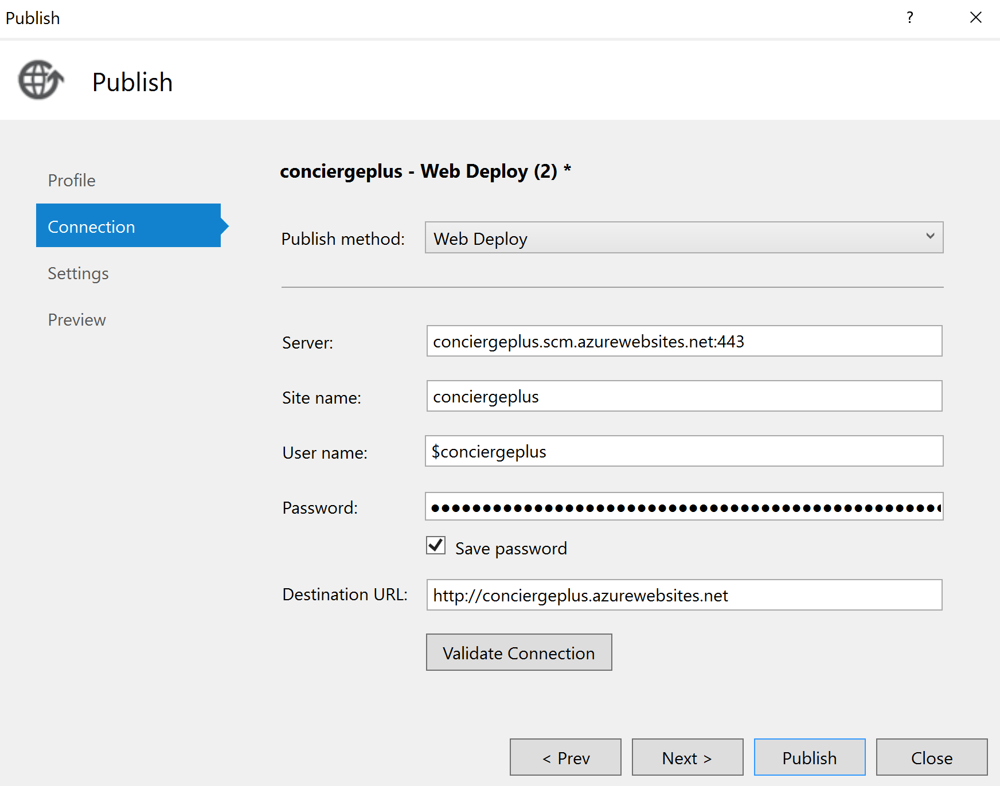 Publish
?
Publish
Profile
Connection
Settings
Preview
conciergeplus - Web Deploy (2) *
Publish method: Web Deploy
Server: conciergeplus.scm.azurewebsites.net:443
Site name: conciergeplus
User name: $conciergeplus
Password: ●●●●●●●●●●●●●●●●●●●●●●●●●●●●●●●●●●●●●●●●●●●●●●●●●●
Save password
Destination URL: http://conciergeplus.azurewebsites.net
Validate Connection
< Prev Next > Publish Close